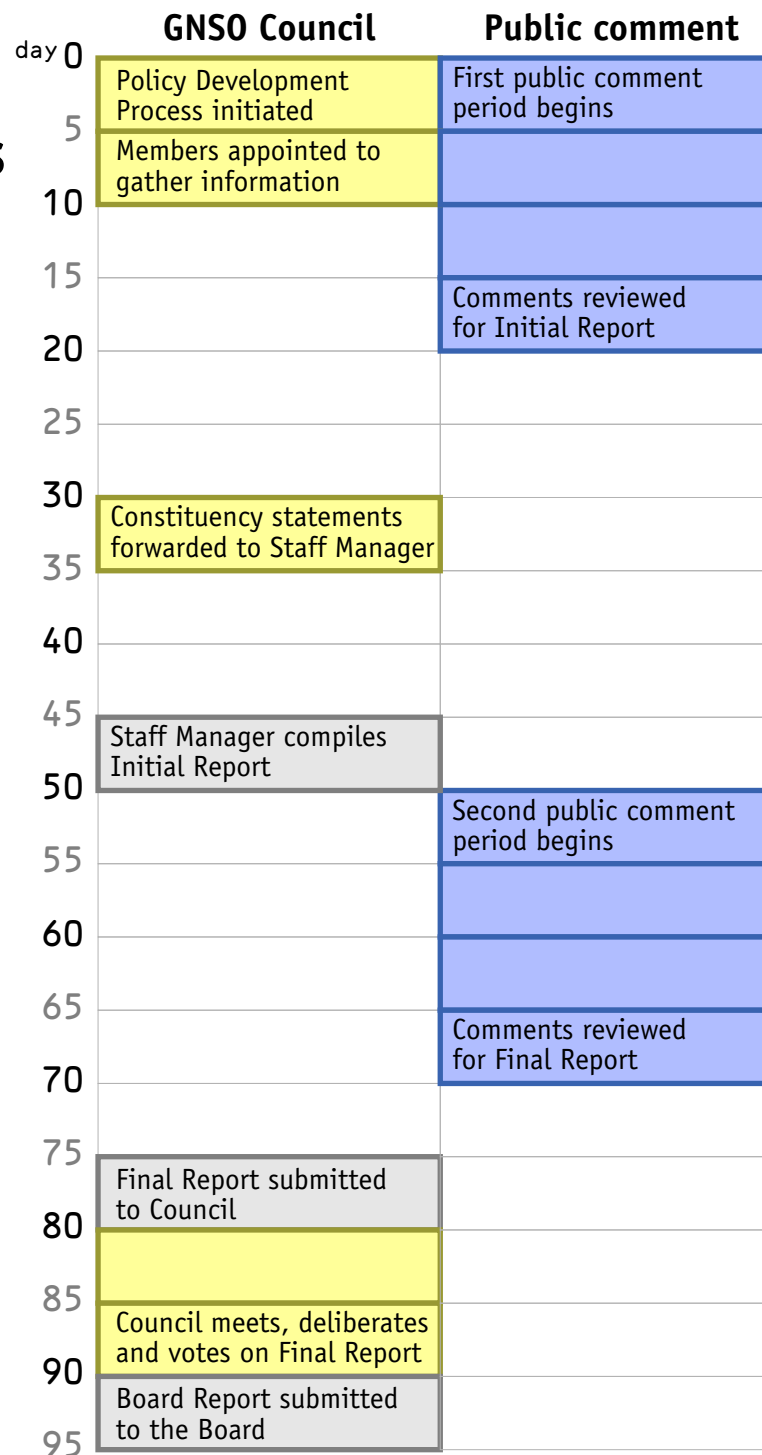 GNSO Council Public comment
day 0
Policy Development
Process initiated
First public comment
period begins
5
s
Members appointed to
gather information
10
15
Comments reviewed
for Initial Report
20
25
30
Constituency statements
forwarded to Staff Manager
35
40
45
Staff Manager compiles
Initial Report
50
Second public comment
period begins
55
60
65
Comments reviewed
for Final Report
70
75
Final Report submitted
to Council
80
85
Council meets, deliberates
and votes on Final Report
90
Board Report submitted
to the Board
95